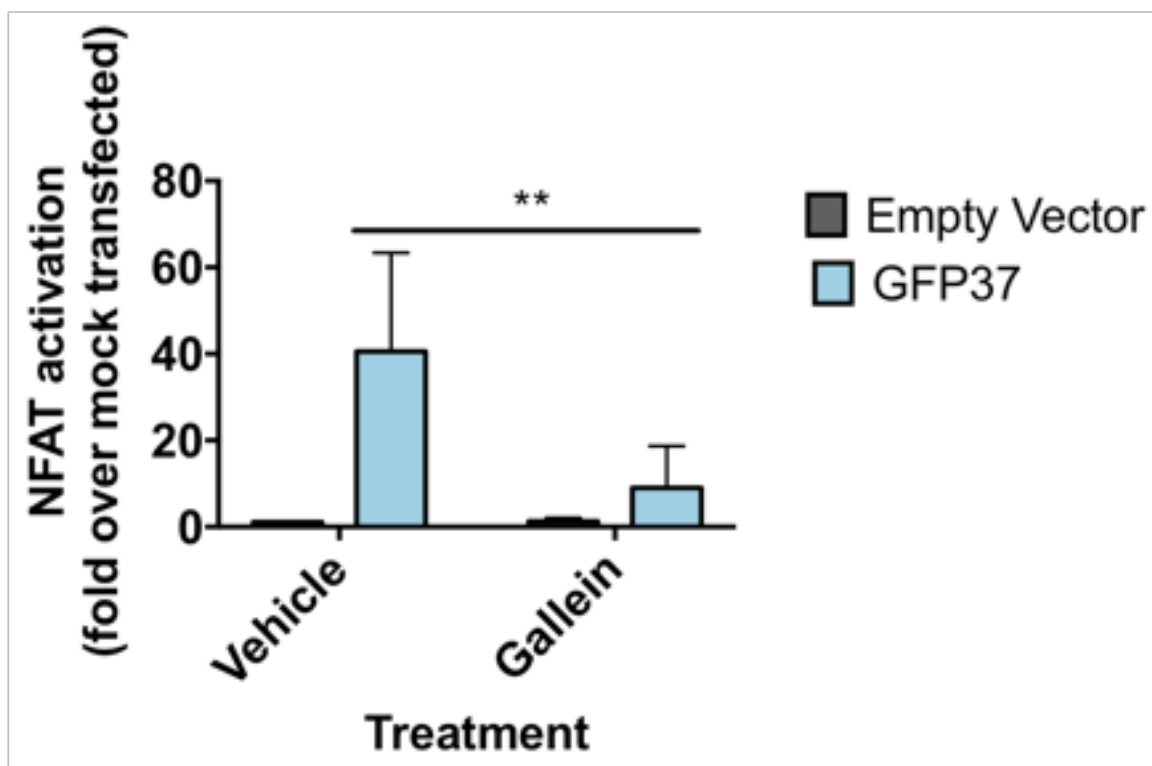 NFAT activation
(fold over mock transfected)
80
60
40
20
0
**
Empty Vector
GFP37
Vehicle
Gallein
Treatment